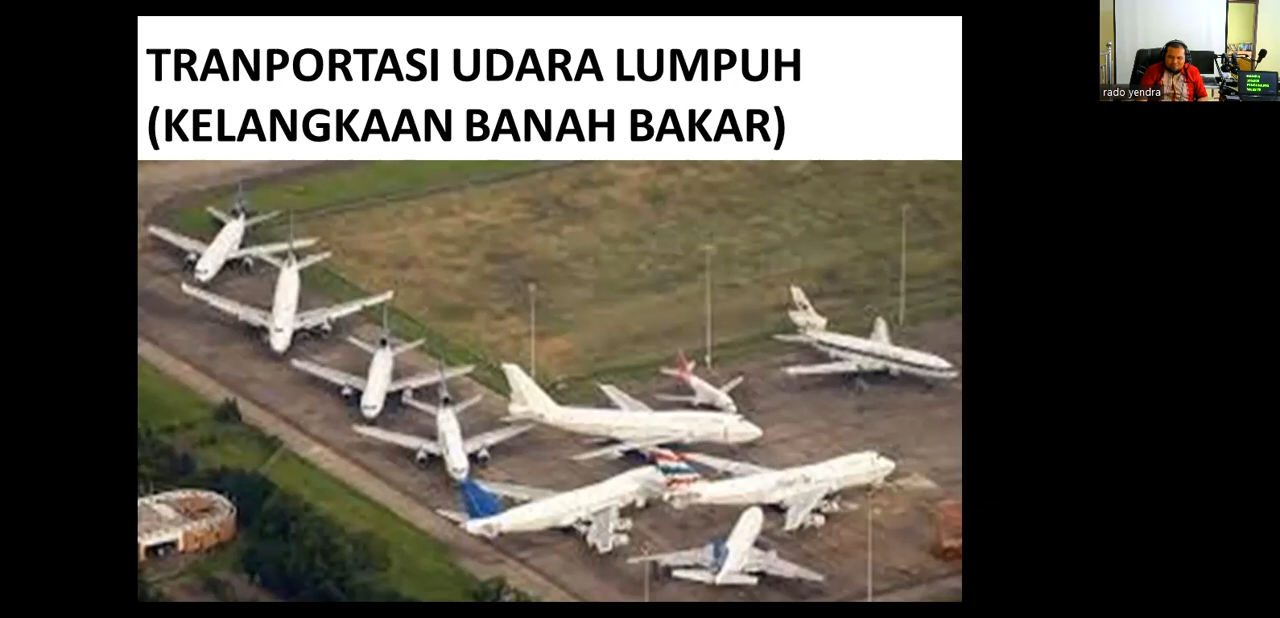 TRANPORTASI UDARA LUMPUH
(KELANGKAAN BANAH BAKAR)
rado yendra